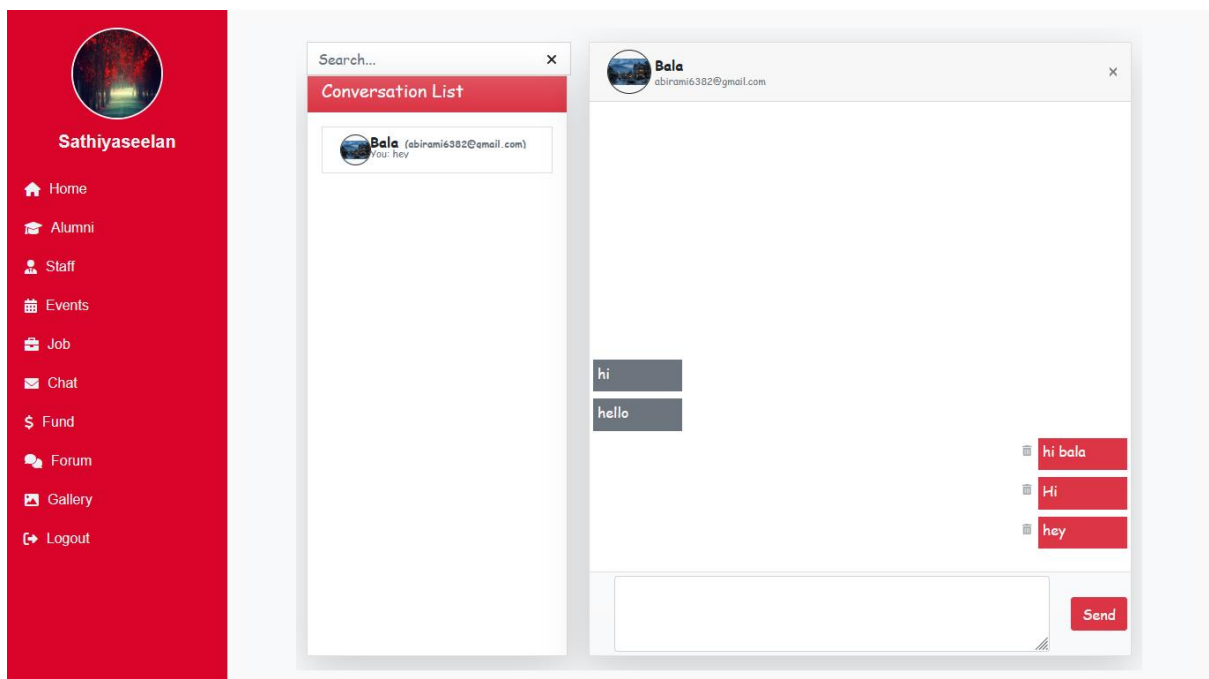 Sathiyaseelan
Home
Alumni
Staff
Events
Job
Chat
$ Fund
Forum
Gallery
Logout
Search... ×
Conversation List
Bala (abirami6382@gmail.com)
You: hey
Bala
abirami6382@gmail.com
×
hi
hello
hi bala
Hi
hey
Send